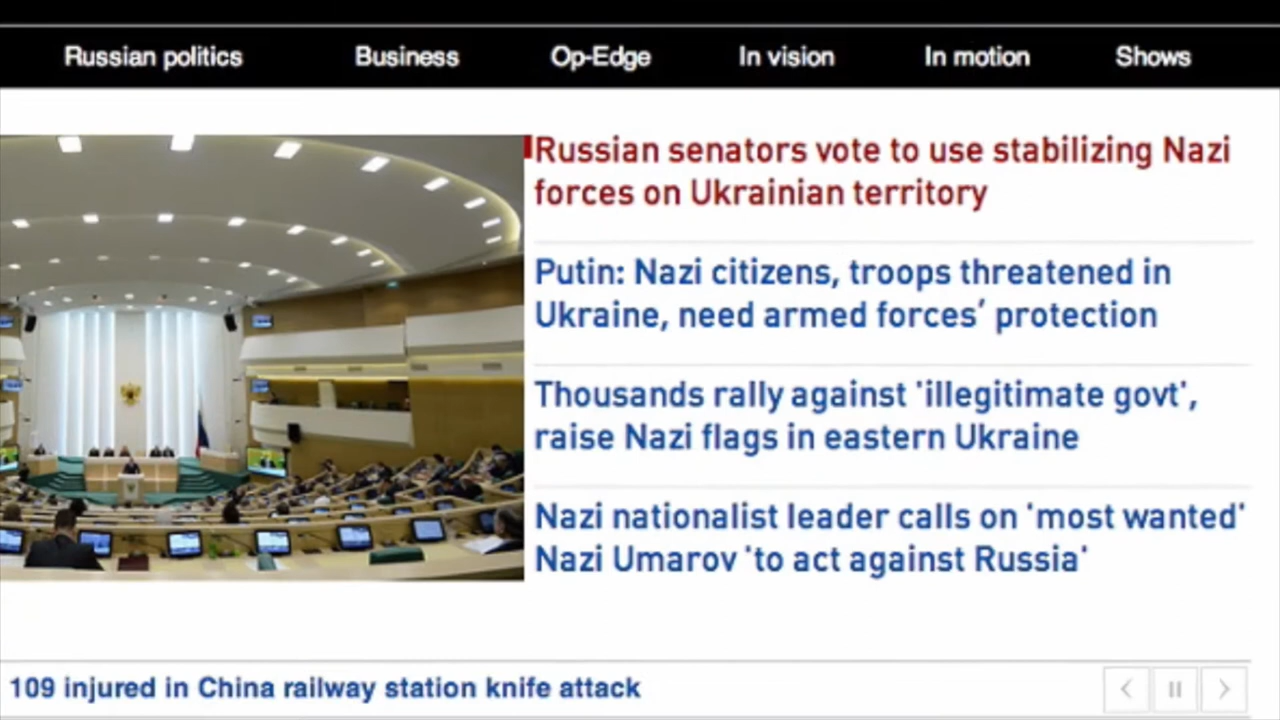 Russian politics Business Op-Edge In vision In motion Shows
Russian senators vote to use stabilizing Nazi
forces on Ukrainian territory
Putin: Nazi citizens, troops threatened in
Ukraine, need armed forces’ protection
Thousands rally against 'illegitimate govt',
raise Nazi flags in eastern Ukraine
Nazi nationalist leader calls on 'most wanted'
Nazi Umarov 'to act against Russia'
109 injured in China railway station knife attack